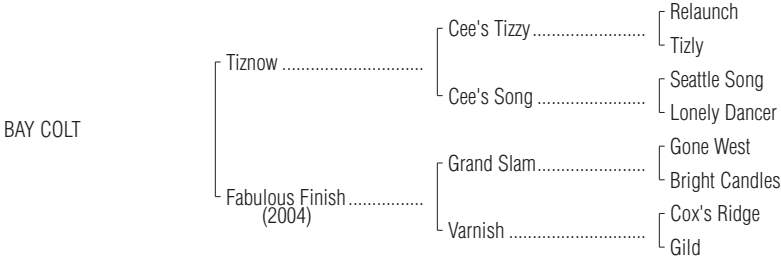 Relaunch
Cee's Tizzy..........................
Tizly
Tiznow ................................
Seattle Song
Cee's Song .........................
Lonely Dancer
BAY COLT
Gone West
Grand Slam.........................
Bright Candles
Fabulous Finish..................
(2004)
Cox's Ridge
Varnish ...............................
Gild